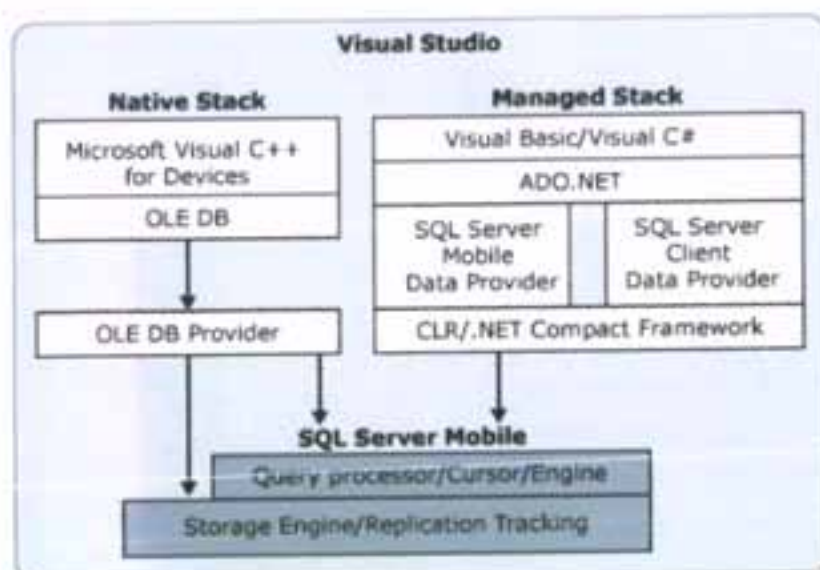 Visual Studio
Native Stack
Microsoft Visual C++
for Devices
OLE DB
OLE DB Provider
Managed Stack
Visual Basic/Visual C#
ADO.NET
SQL Server
Mobile
Data Provider
SQL Server
Client
Data Provider
CLR/.NET Compact Framework
SQL Server Mobile
Query processor/Cursor/Engine
Storage Engine/Replication Tracking